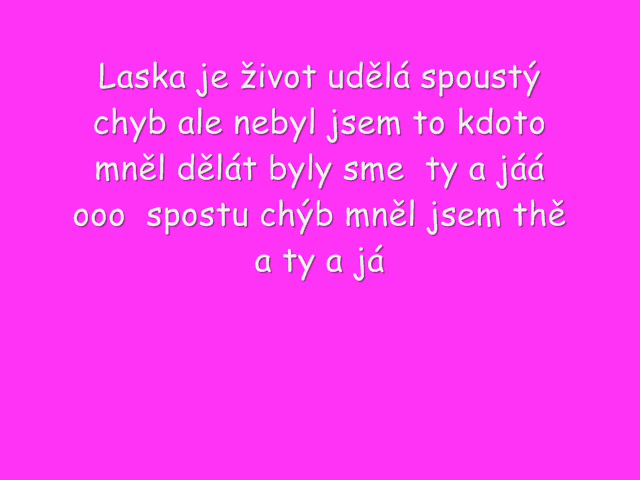 Laska je život udělá spoustý
chyb ale nebyl jsem to kdoto
mněl dělát byly sme  ty a jáá
ooo  spostu chýb mněl jsem thě
a ty a já